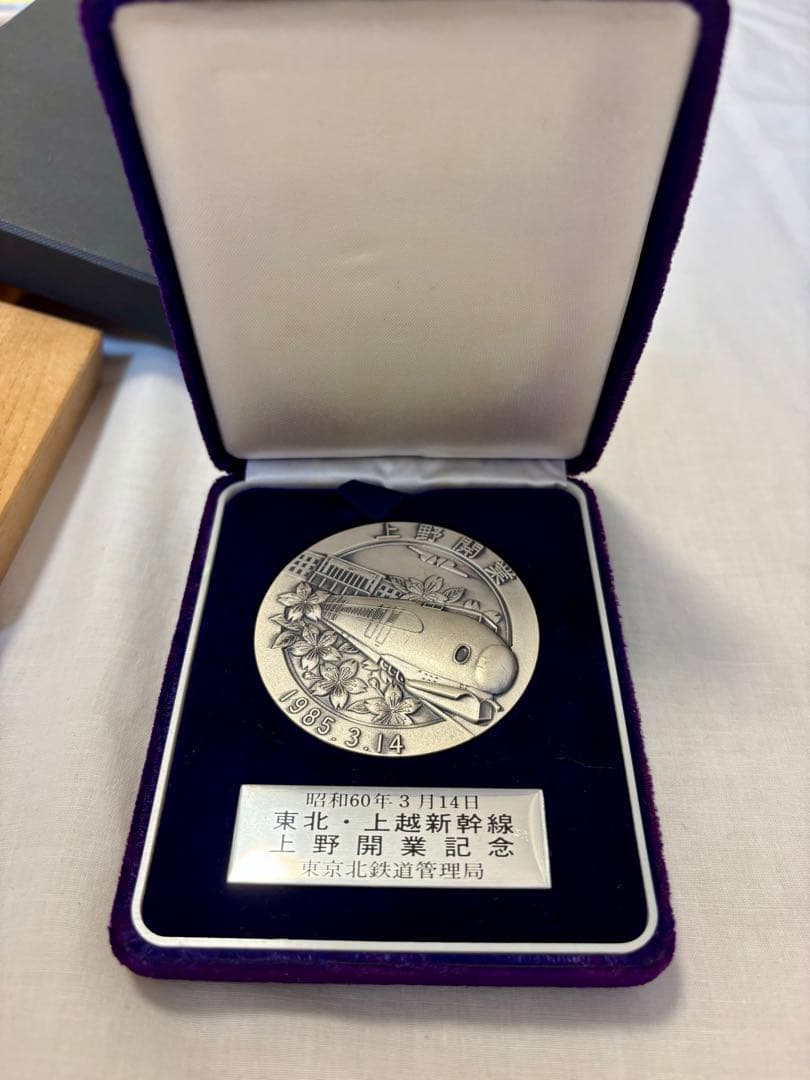 上野開業
1985.3.14
昭和60年3月14日
東北・上越新幹線
上野開業記念
東京北鉄道管理局